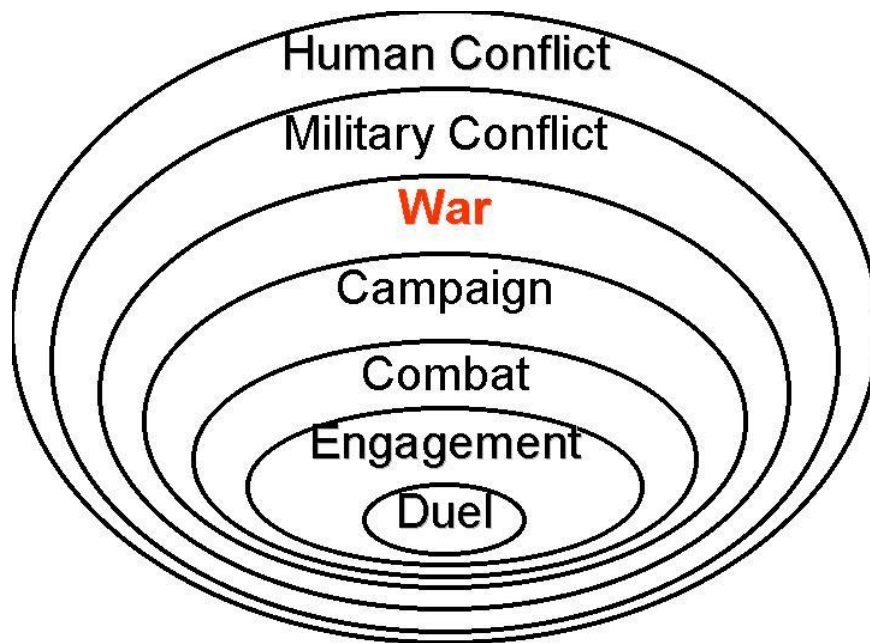 Human Conflict
Military Conflict
War
Campaign
Combat
Engagement
Duel